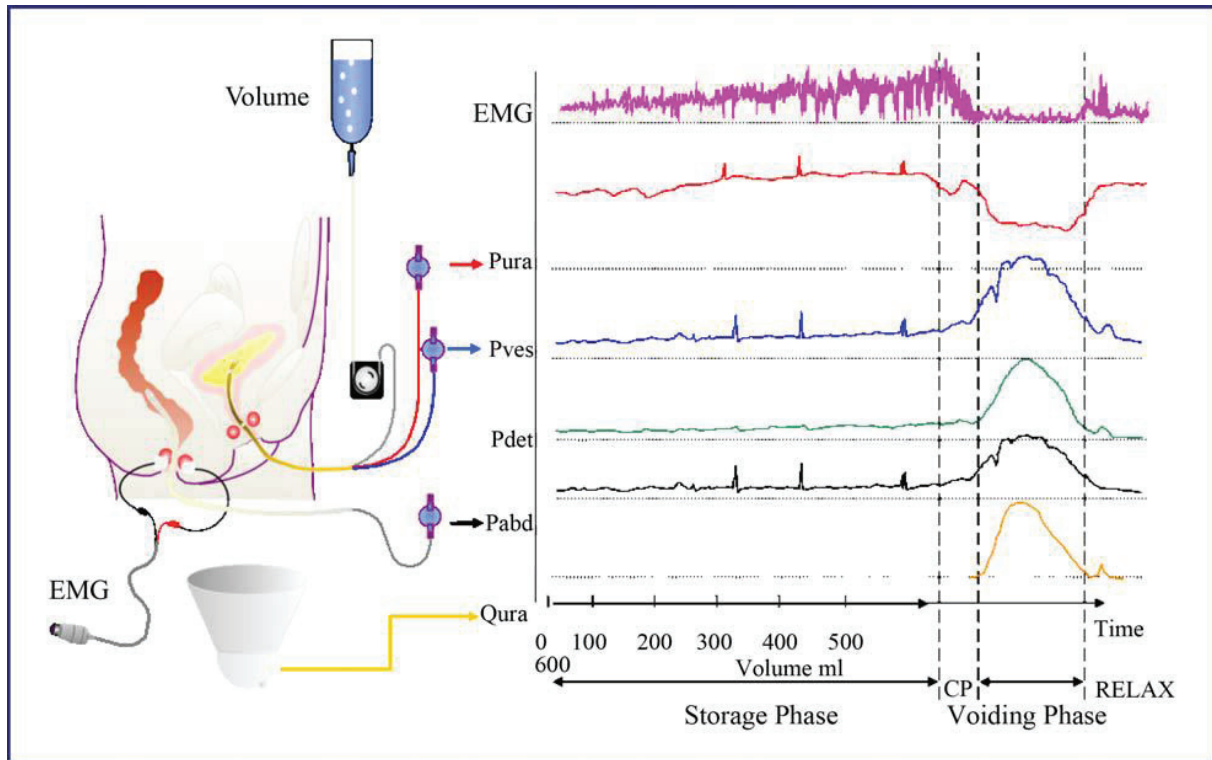 Volume
EMG
Pura
Pves
Pdet
Pabd
EMG
Qura
Time
0 100 200 300 400 500
600
Volume ml
CP
RELAX
Storage Phase
Voiding Phase